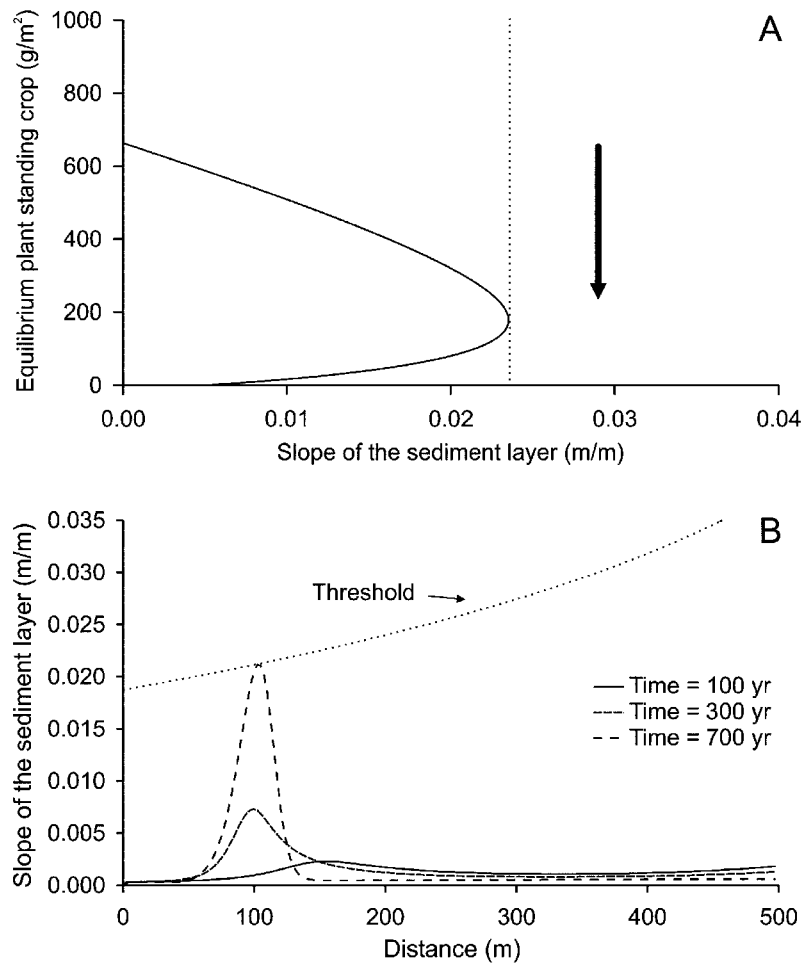 A
Equilibrium plant standing crop (g/m²)
1000
800
600
400
200
0
0.00 0.01 0.02 0.03 0.04
Slope of the sediment layer (m/m)
B
Slope of the sediment layer (m/m)
0.035
0.030
0.025
0.020
0.015
0.010
0.005
0.000
Threshold
Time = 100 yr
Time = 300 yr
Time = 700 yr
0 100 200 300 400 500
Distance (m)